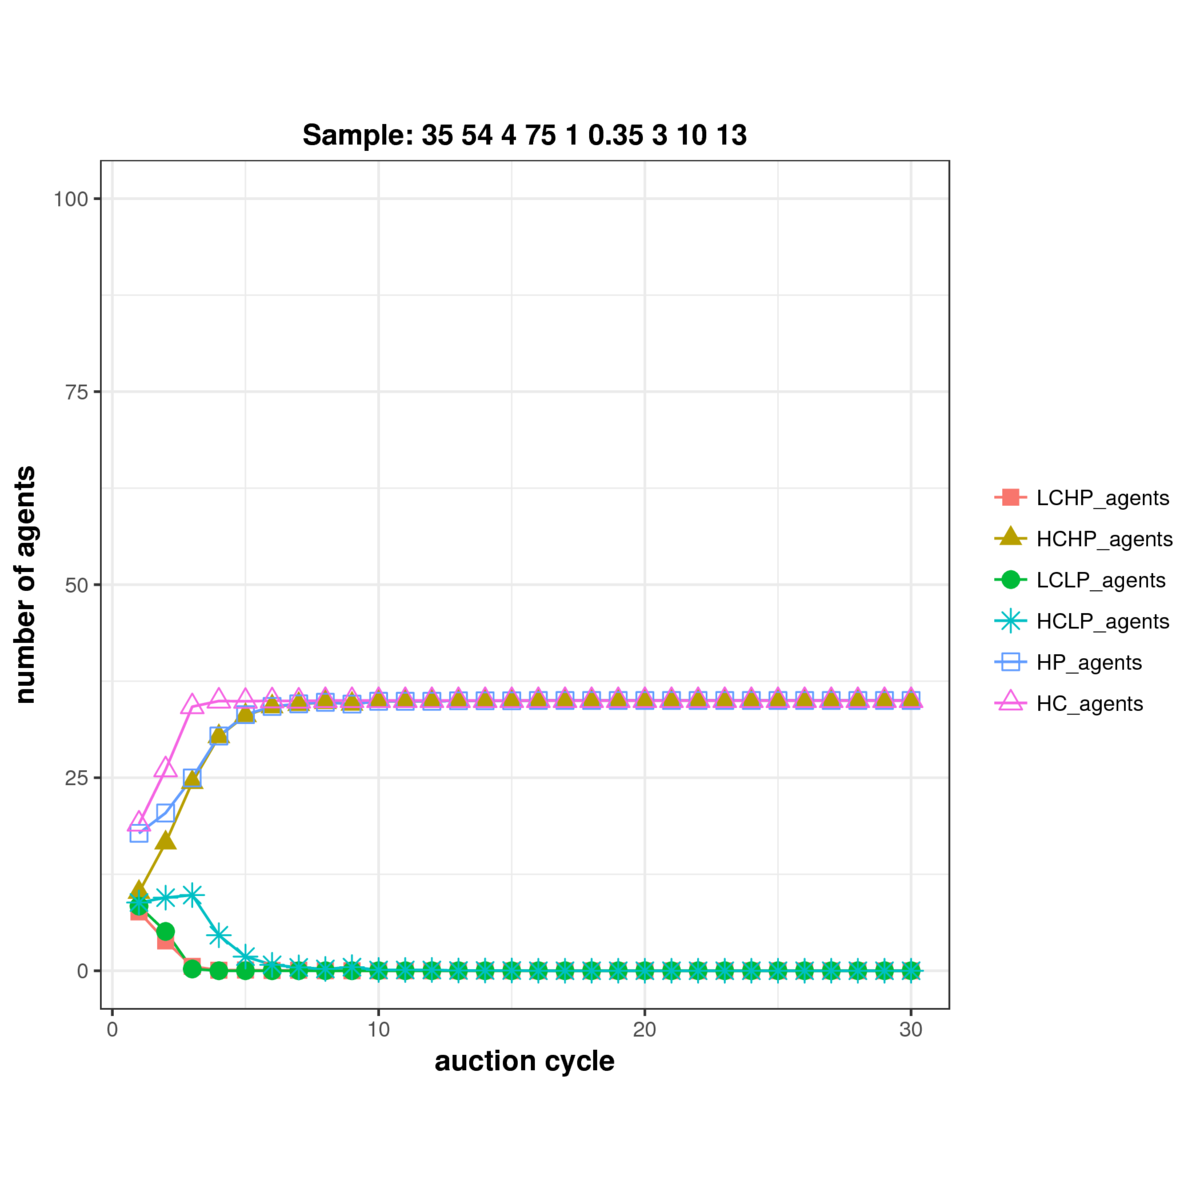 Sample: 35 54 4 75 1 0.35 3 10 13
100
75
50
25
0
number of agents
0 10 20 30
auction cycle
LCHP_agents
HCHP_agents
LCLP_agents
HCLP_agents
HP_agents
HC_agents